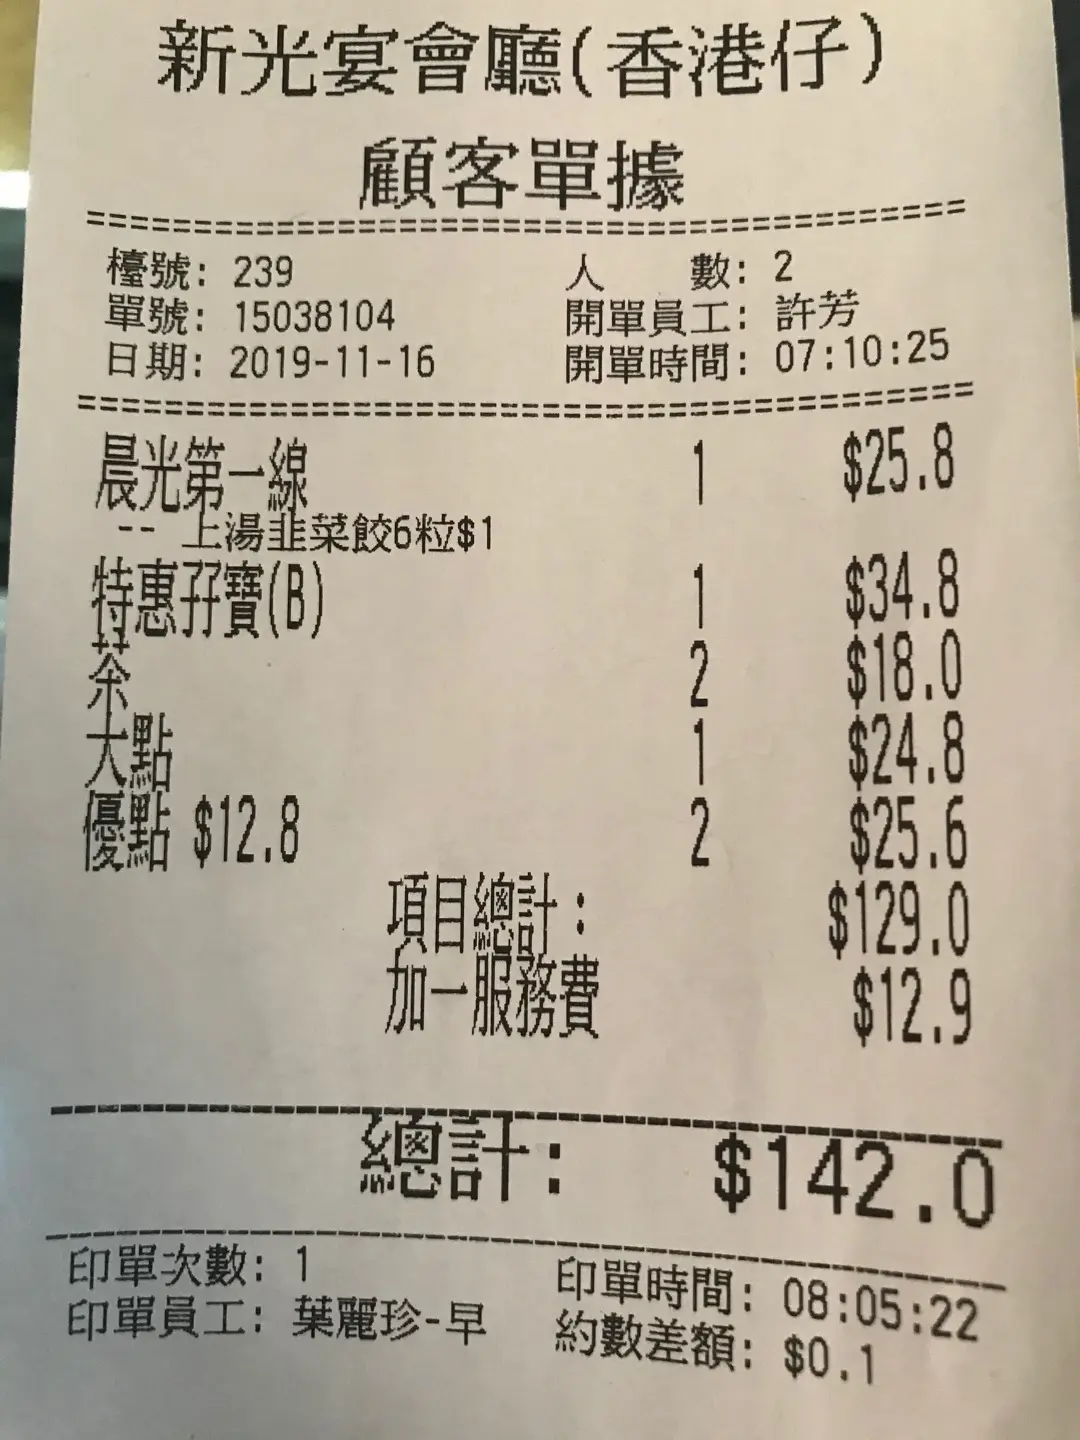 新光宴會廳(香港仔)
顧客單據
======================================
檯號: 239 人 數: 2
單號: 15038104 開單員工: 許芳
日期: 2019-11-16 開單時間: 07:10:25
======================================
晨光第一線 1 $25.8
-- 上湯韭菜餃6粒$1
特惠孖寶(B) 1 $34.8
茶 2 $18.0
大點 1 $24.8
優點 $12.8 2 $25.6
項目總計: $129.0
加一服務費 $12.9
總計: $142.0
印單次數: 1 印單時間: 08:05:22
印單員工: 葉麗珍-早 約數差額: $0.1